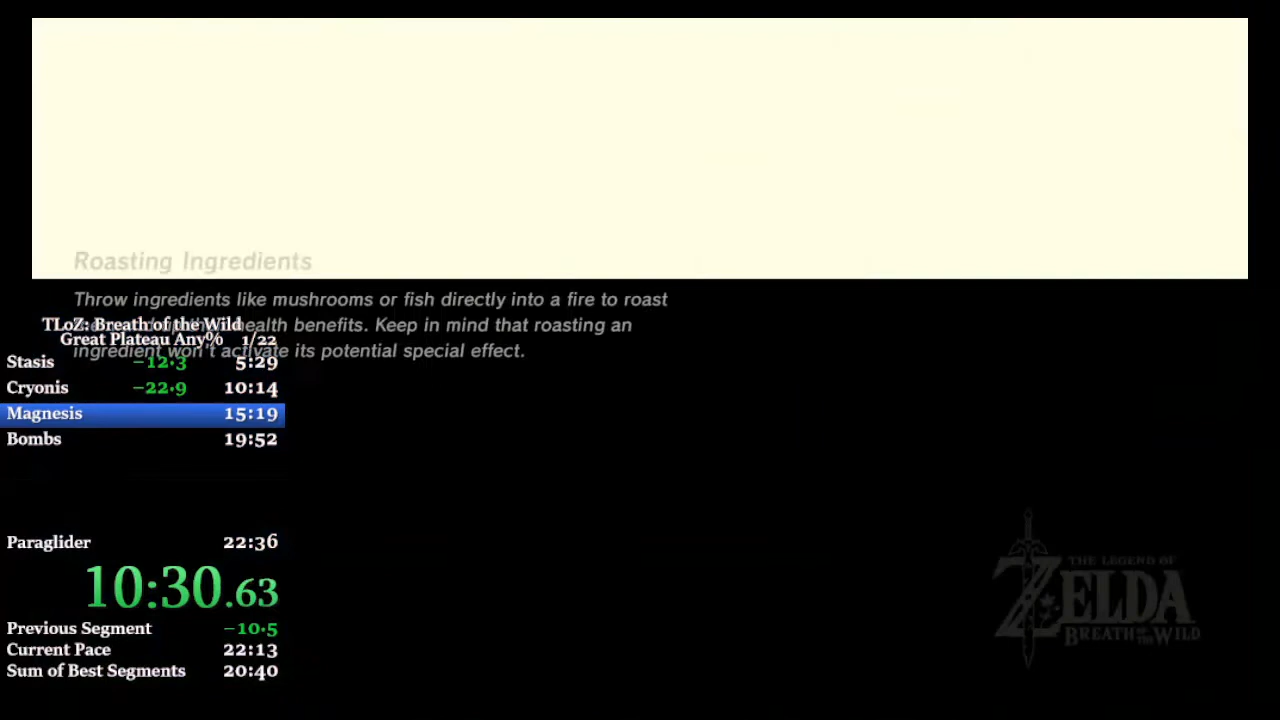 Roasting Ingredients
Throw ingredients like mushrooms or fish directly into a fire to roast
health benefits. Keep in mind that roasting an
ingredient won't activate its potential special effect.
TLoZ: Breath of the Wild
Great Plateau Any% 1/22
Stasis -12.3 5:29
Cryonis -22.9 10:14
Magnesis 15:19
Bombs 19:52
Paraglider 22:36
10:30.63
Previous Segment -10.5
Current Pace 22:13
Sum of Best Segments 20:40
THE LEGEND OF
ZELDA
BREATH OF THE WILD